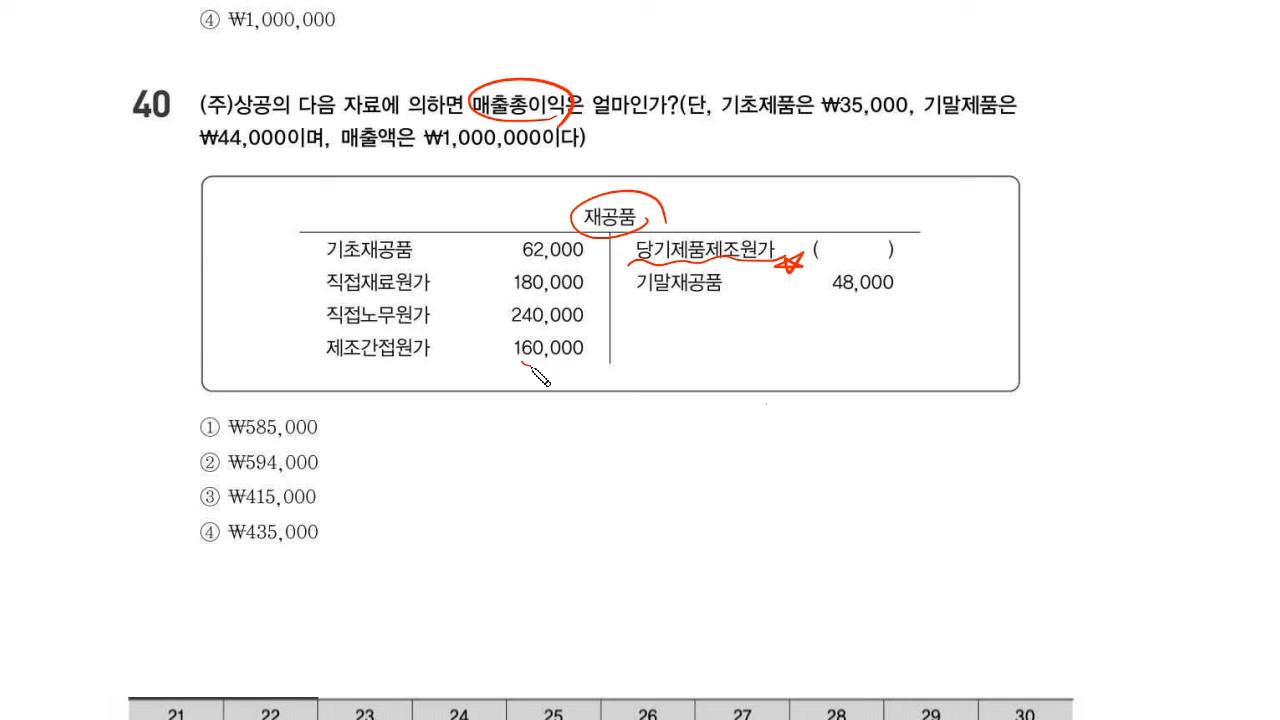 ④ ₩1,000,000
40 (주)상공의 다음 자료에 의하면 매출총이익은 얼마인가?(단, 기초제품은 ₩35,000, 기말제품은
₩44,000이며, 매출액은 ₩1,000,000이다)
재공품
기초재공품 62,000 당기제품제조원가 ( )
직접재료원가 180,000 기말재공품 48,000
직접노무원가 240,000
제조간접원가 160,000
① ₩585,000
② ₩594,000
③ ₩415,000
④ ₩435,000
21 22 23 24 25 26 27 28 29 30